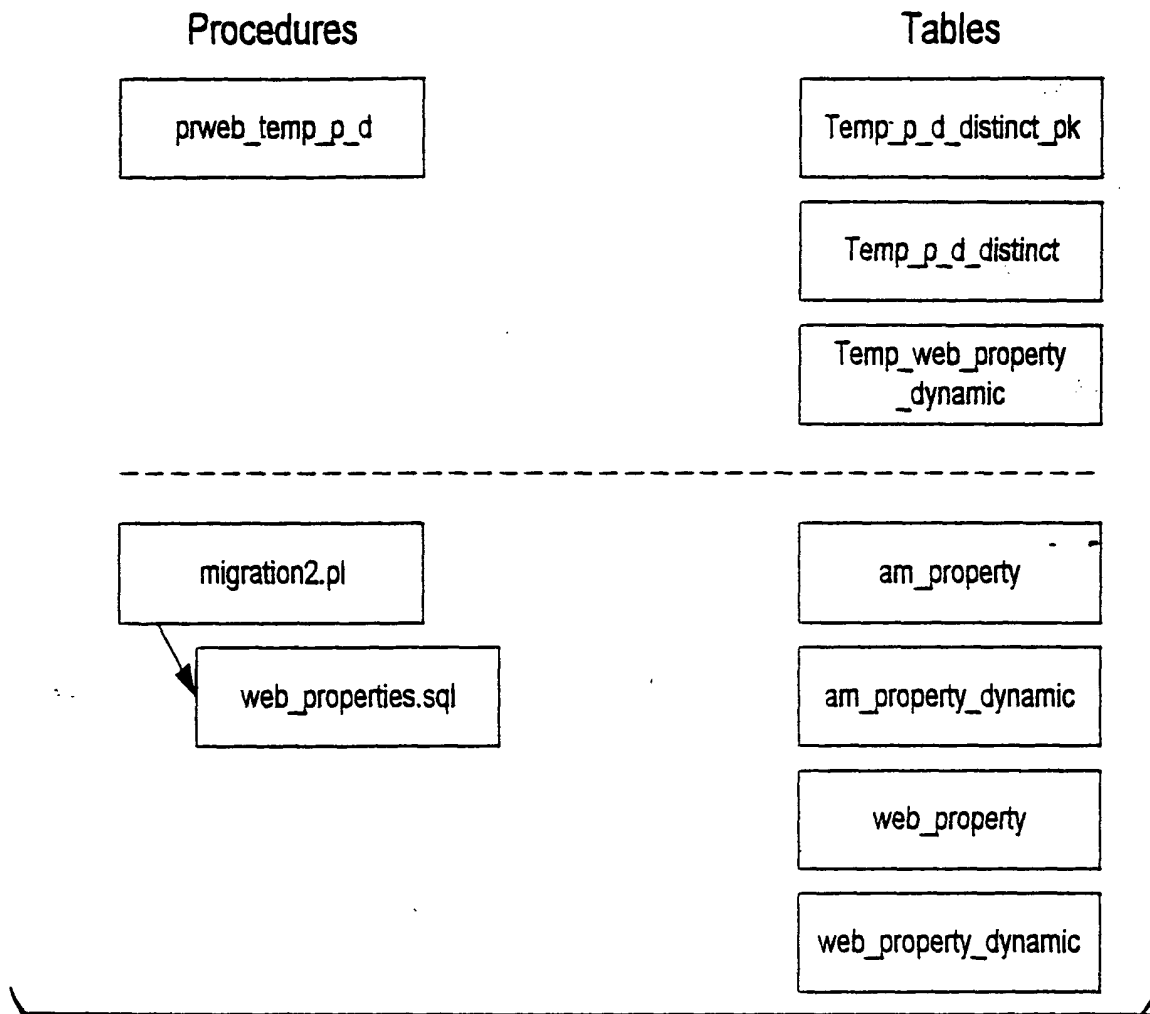 Procedures
Tables
prweb_temp_p_d
Temp_p_d_distinct_pk
Temp_p_d_distinct
Temp_web_property
_dynamic
migration2.pl
am_property
web_properties.sql
am_property_dynamic
web_property
web_property_dynamic